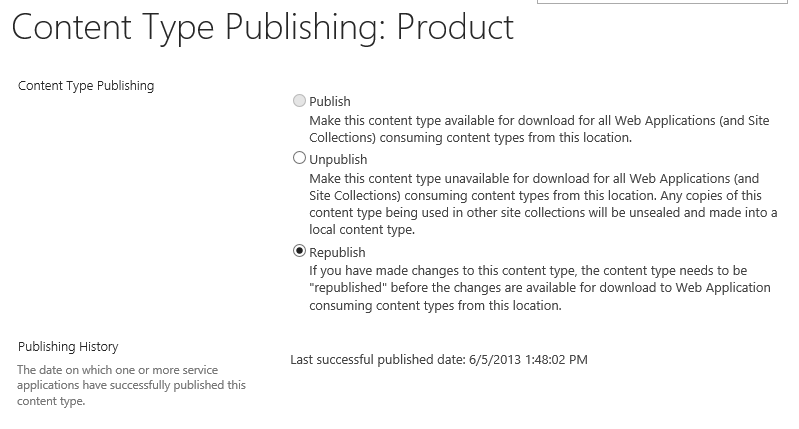 Content Type Publishing: Product
Content Type Publishing
Publish
Make this content type available for download for all Web Applications (and Site
Collections) consuming content types from this location.
Unpublish
Make this content type unavailable for download for all Web Applications (and
Site Collections) consuming content types from this location. Any copies of this
content type being used in other site collections will be unsealed and made into a
local content type.
Republish
If you have made changes to this content type, the content type needs to be
"republished" before the changes are available for download to Web Application
consuming content types from this location.
Publishing History
The date on which one or more service
applications have successfully published this
content type.
Last successful published date: 6/5/2013 1:48:02 PM